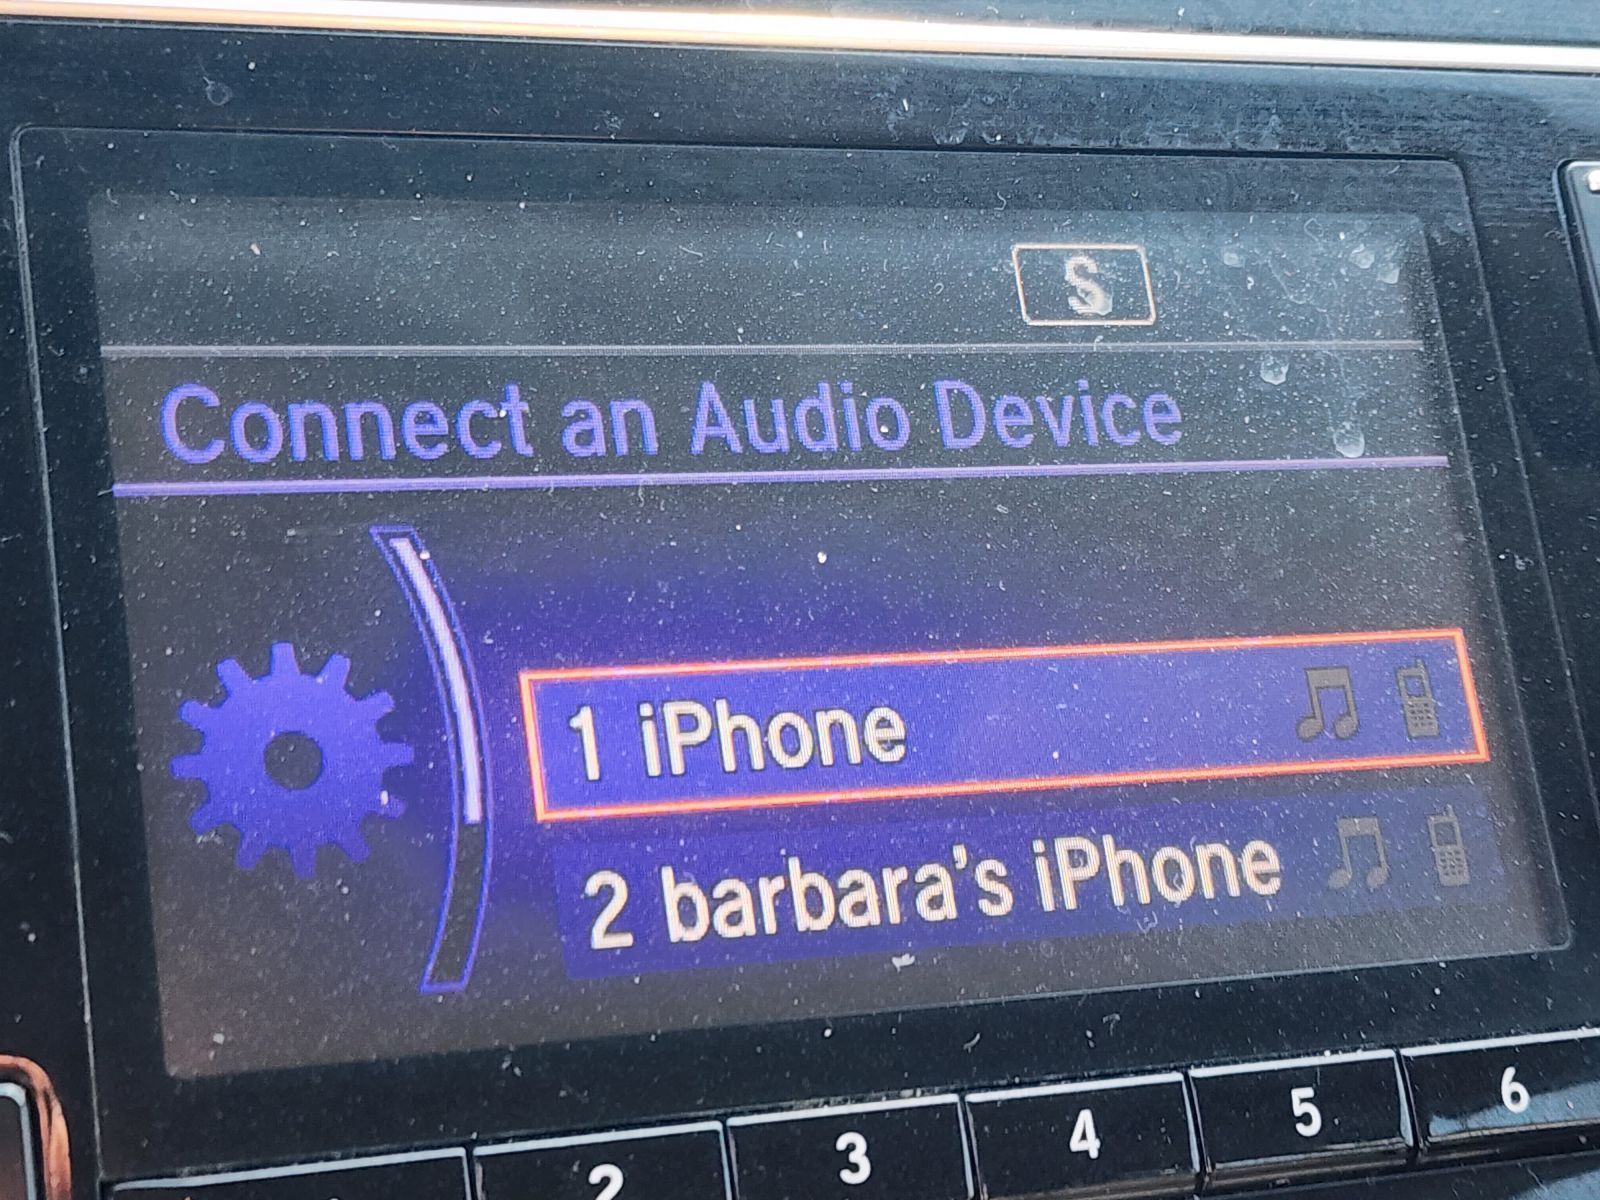 S
Connect an Audio Device
1 iPhone
2 barbara's iPhone
2
3
4
5
6